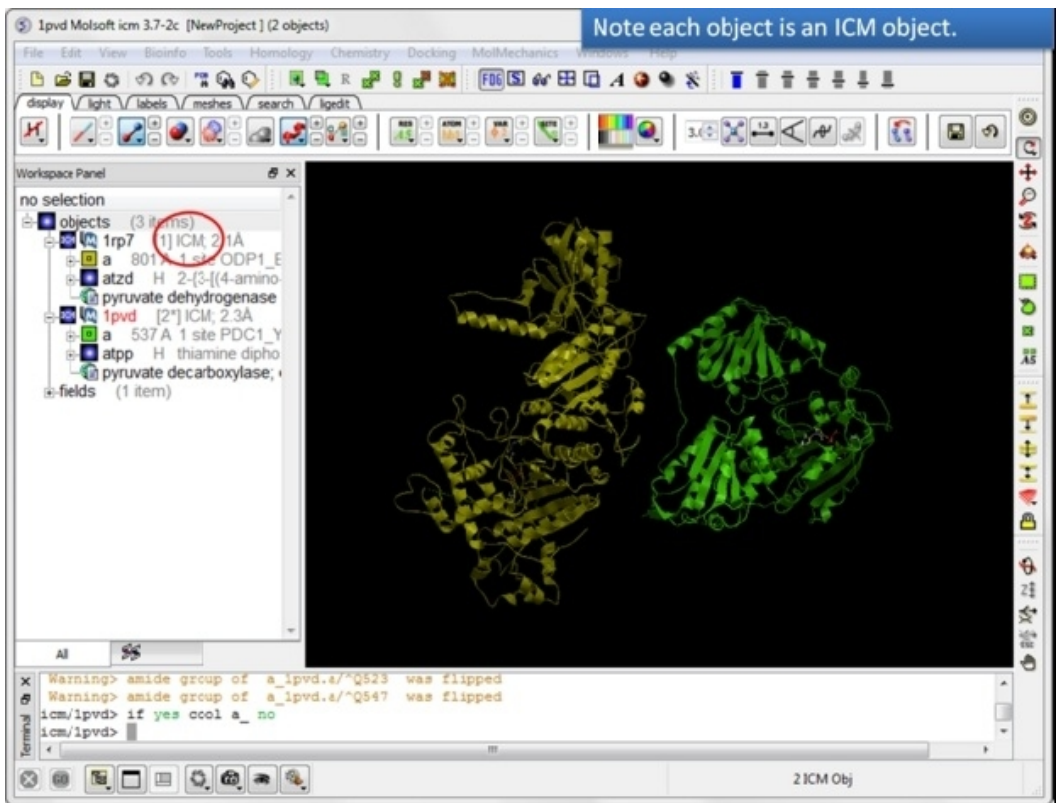 1pvd Molsoft icm 3.7-2c [NewProject ] (2 objects)
Note each object is an ICM object.
File Edit View Bioinfo Tools Homology Chemistry Docking MolMechanics Windows Help
display light labels meshes search ligedit
Workspace Panel
no selection
objects (3 items)
1rp7 [1] ICM; 2.1Å
a 801 A 1 site ODP1_E
atzd H 2-{3-[(4-amino-
pyruvate dehydrogenase
1pvd [2*] ICM; 2.3Å
a 537 A 1 site PDC1_Y
atpp H thiamine dipho
pyruvate decarboxylase;
fields (1 item)
All
Warning> amide group of a_1pvd.a/^Q523 was flipped
Warning> amide group of a_1pvd.a/^Q547 was flipped
icm/1pvd> if yes ccol a_ no
icm/1pvd>
Terminal
2 ICM Obj